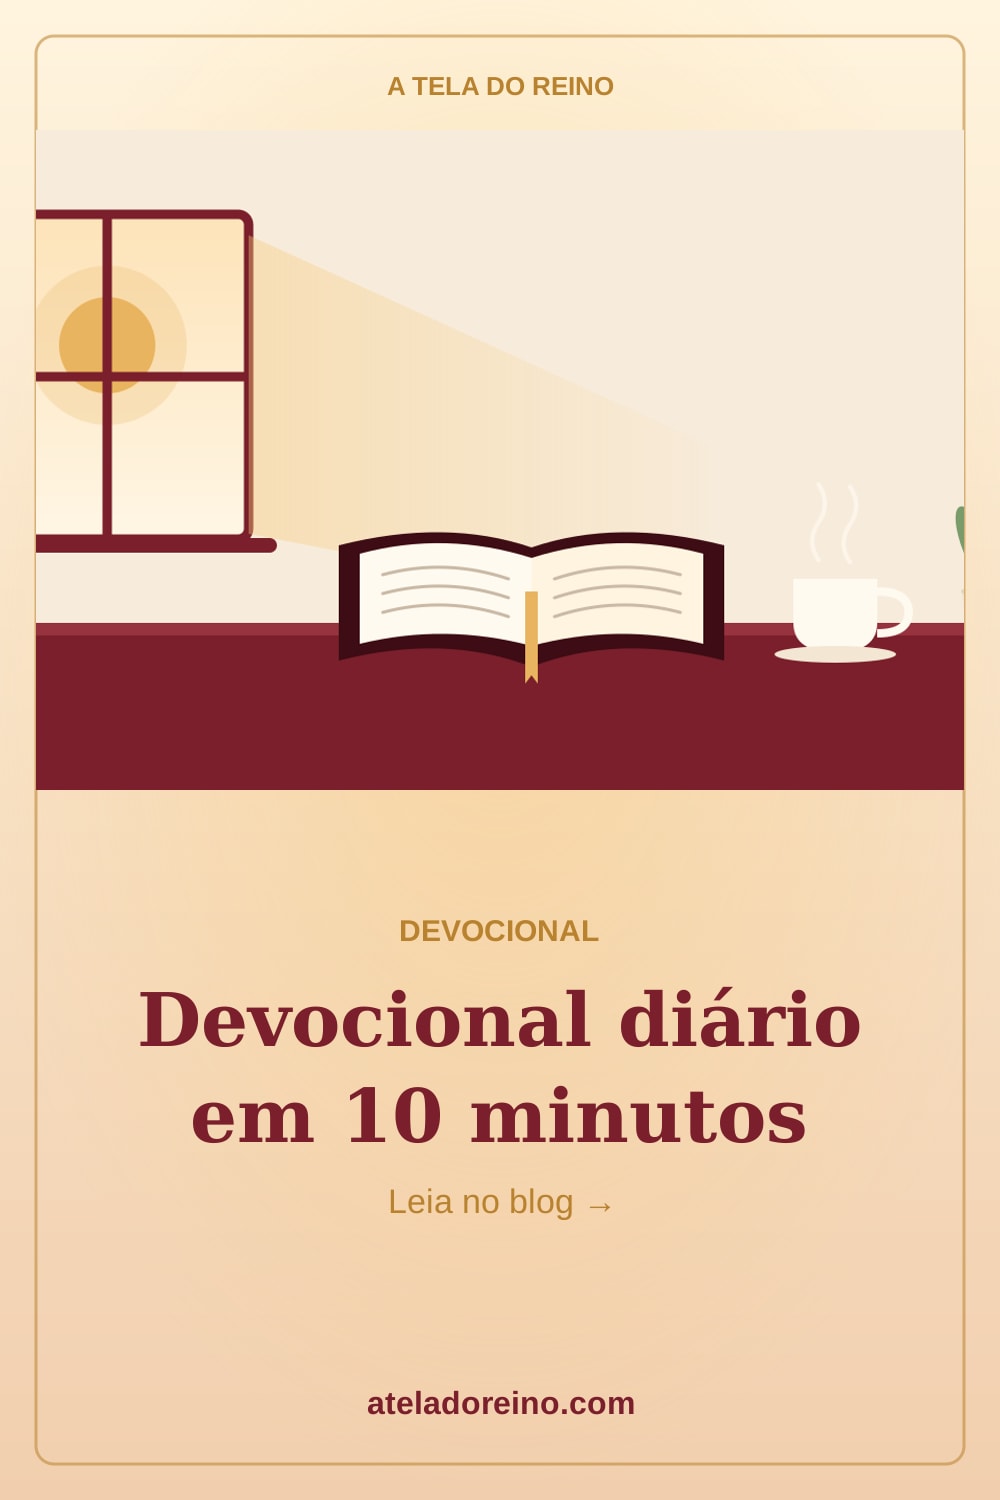 A TELA DO REINO
DEVOCIONAL
Devocional diário
em 10 minutos
Leia no blog →
ateladoreino.com